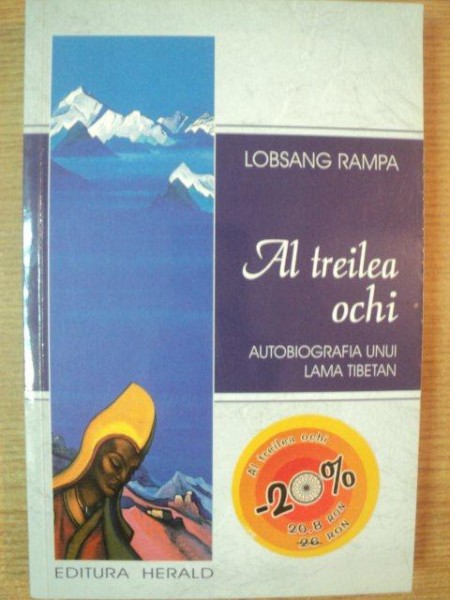 LOBSANG RAMPA
Al treilea
ochi
AUTOBIOGRAFIA UNUI
LAMA TIBETAN
Al treilea ochi
-20%
20.8 RON
26 RON
EDITURA HERALD